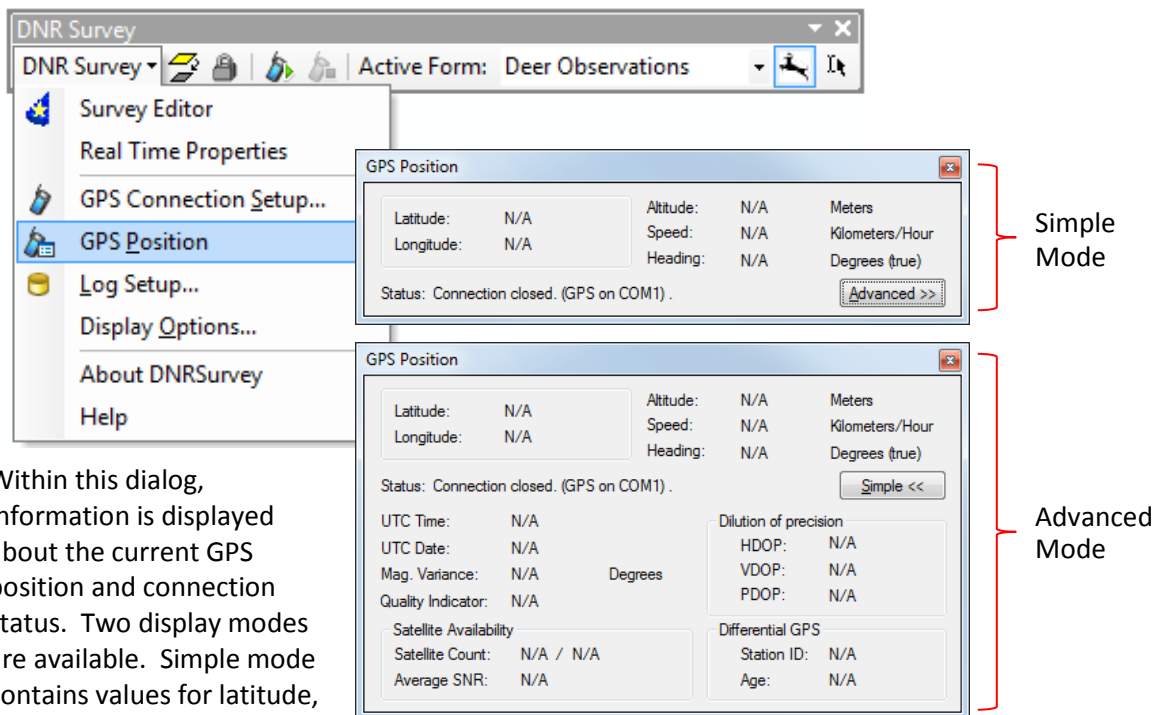 DNR Survey
DNR Survey Active Form: Deer Observations
Survey Editor
Real Time Properties
GPS Connection Setup...
GPS Position
Log Setup...
Display Options...
About DNRSurvey
Help
GPS Position
Latitude: N/A
Longitude: N/A
Altitude: N/A Meters
Speed: N/A Kilometers/Hour
Heading: N/A Degrees (true)
Status: Connection closed. (GPS on COM1) .
Advanced >>
Simple
Mode
GPS Position
Latitude: N/A
Longitude: N/A
Altitude: N/A Meters
Speed: N/A Kilometers/Hour
Heading: N/A Degrees (true)
Status: Connection closed. (GPS on COM1) .
Simple <<
UTC Time: N/A
UTC Date: N/A
Mag. Variance: N/A Degrees
Quality Indicator: N/A
Dilution of precision
HDOP: N/A
VDOP: N/A
PDOP: N/A
Satellite Availability
Satellite Count: N/A / N/A
Average SNR: N/A
Differential GPS
Station ID: N/A
Age: N/A
Advanced
Mode
Within this dialog,
nformation is displayed
bout the current GPS
position and connection
tatus. Two display modes
re available. Simple mode
ontains values for latitude,